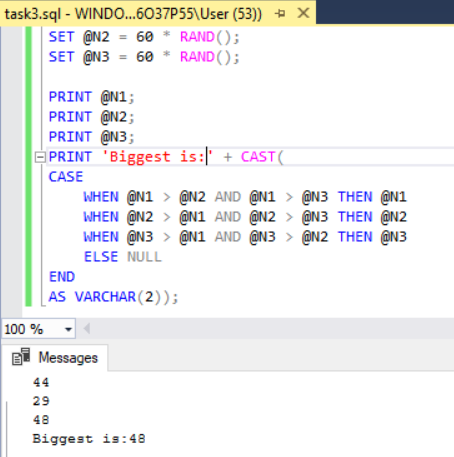 task3.sql - WINDO...6O37P55\User (53))
SET @N2 = 60 * RAND();
SET @N3 = 60 * RAND();
PRINT @N1;
PRINT @N2;
PRINT @N3;
PRINT 'Biggest is:' + CAST(
CASE
WHEN @N1 > @N2 AND @N1 > @N3 THEN @N1
WHEN @N2 > @N1 AND @N2 > @N3 THEN @N2
WHEN @N3 > @N1 AND @N3 > @N2 THEN @N3
ELSE NULL
END
AS VARCHAR(2));
100 %
Messages
44
29
48
Biggest is:48